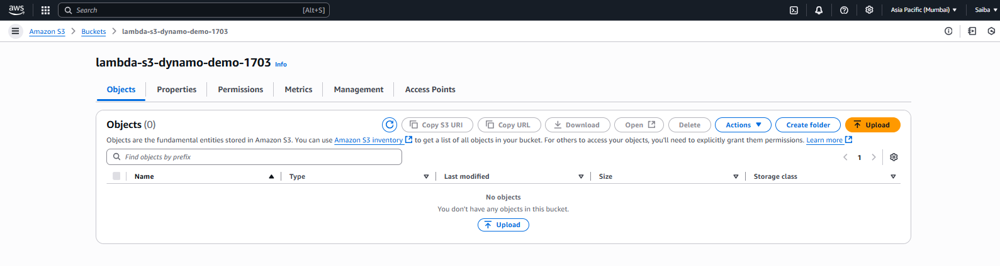 aws Search [Alt+S] Asia Pacific (Mumbai) Saiba
Amazon S3 Buckets lambda-s3-dynamo-demo-1703
lambda-s3-dynamo-demo-1703 Info
Objects Properties Permissions Metrics Management Access Points
Objects (0) Copy S3 URI Copy URL Download Open Delete Actions Create folder Upload
Objects are the fundamental entities stored in Amazon S3. You can use Amazon S3 inventory to get a list of all objects in your bucket. For others to access your objects, you'll need to explicitly grant them permissions. Learn more
Find objects by prefix 1
Name Type Last modified Size Storage class
No objects
You don't have any objects in this bucket.
Upload